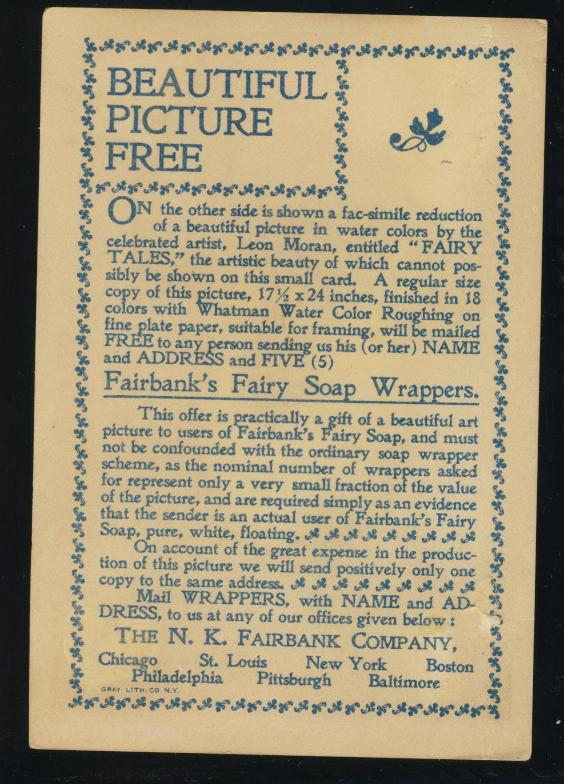 BEAUTIFUL
PICTURE
FREE
ON the other side is shown a fac-simile reduction
of a beautiful picture in water colors by the
celebrated artist, Leon Moran, entitled "FAIRY
TALES," the artistic beauty of which cannot pos-
sibly be shown on this small card. A regular size
copy of this picture, 17½ x 24 inches, finished in 18
colors with Whatman Water Color Roughing on
fine plate paper, suitable for framing, will be mailed
FREE to any person sending us his (or her) NAME
and ADDRESS and FIVE (5)
Fairbank's Fairy Soap Wrappers.
This offer is practically a gift of a beautiful art
picture to users of Fairbank's Fairy Soap, and must
not be confounded with the ordinary soap wrapper
scheme, as the nominal number of wrappers asked
for represent only a very small fraction of the value
of the picture, and are required simply as an evidence
that the sender is an actual user of Fairbank's Fairy
Soap, pure, white, floating.
On account of the great expense in the produc-
tion of this picture we will send positively only one
copy to the same address.
Mail WRAPPERS, with NAME and AD-
DRESS, to us at any of our offices given below:
THE N. K. FAIRBANK COMPANY,
Chicago St. Louis New York Boston
Philadelphia Pittsburgh Baltimore
GRAY LITH. CO. N.Y.